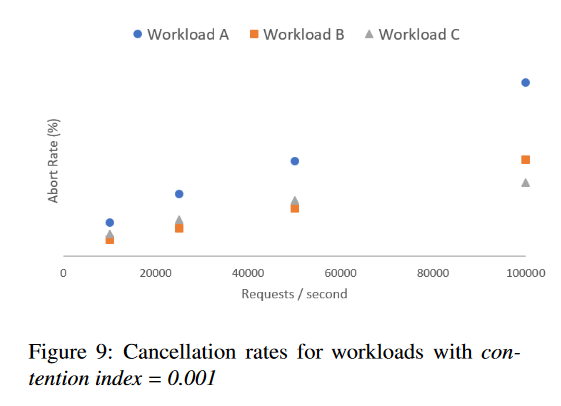 Workload A Workload B Workload C
Abort Rate (%)
0 20000 40000 60000 80000 100000
Requests / second
Figure 9: Cancellation rates for workloads with con-
tention index = 0.001